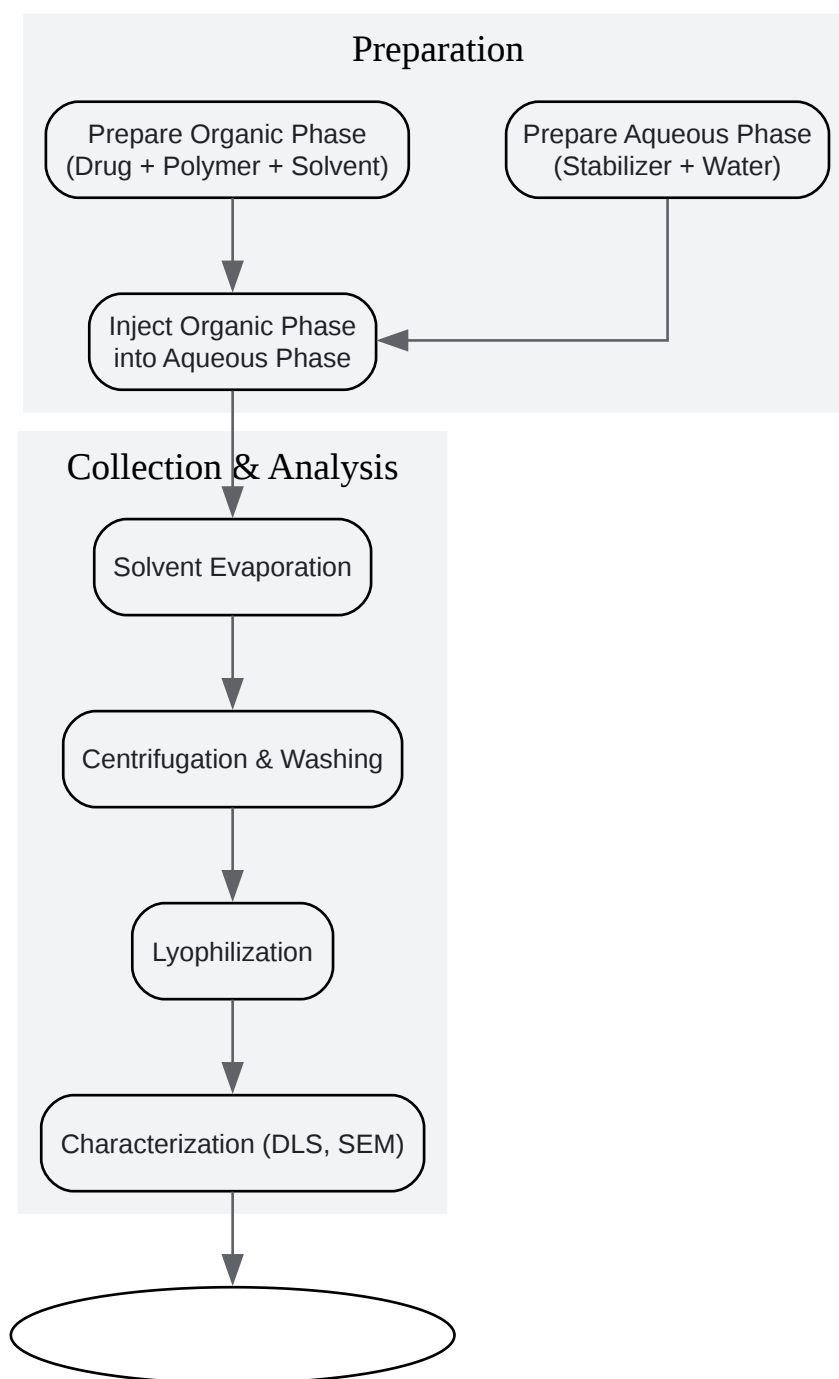 Preparation
Prepare Organic Phase
(Drug + Polymer + Solvent)
Prepare Aqueous Phase
(Stabilizer + Water)
Inject Organic Phase
into Aqueous Phase
Collection & Analysis
Solvent Evaporation
Centrifugation & Washing
Lyophilization
Characterization (DLS, SEM)